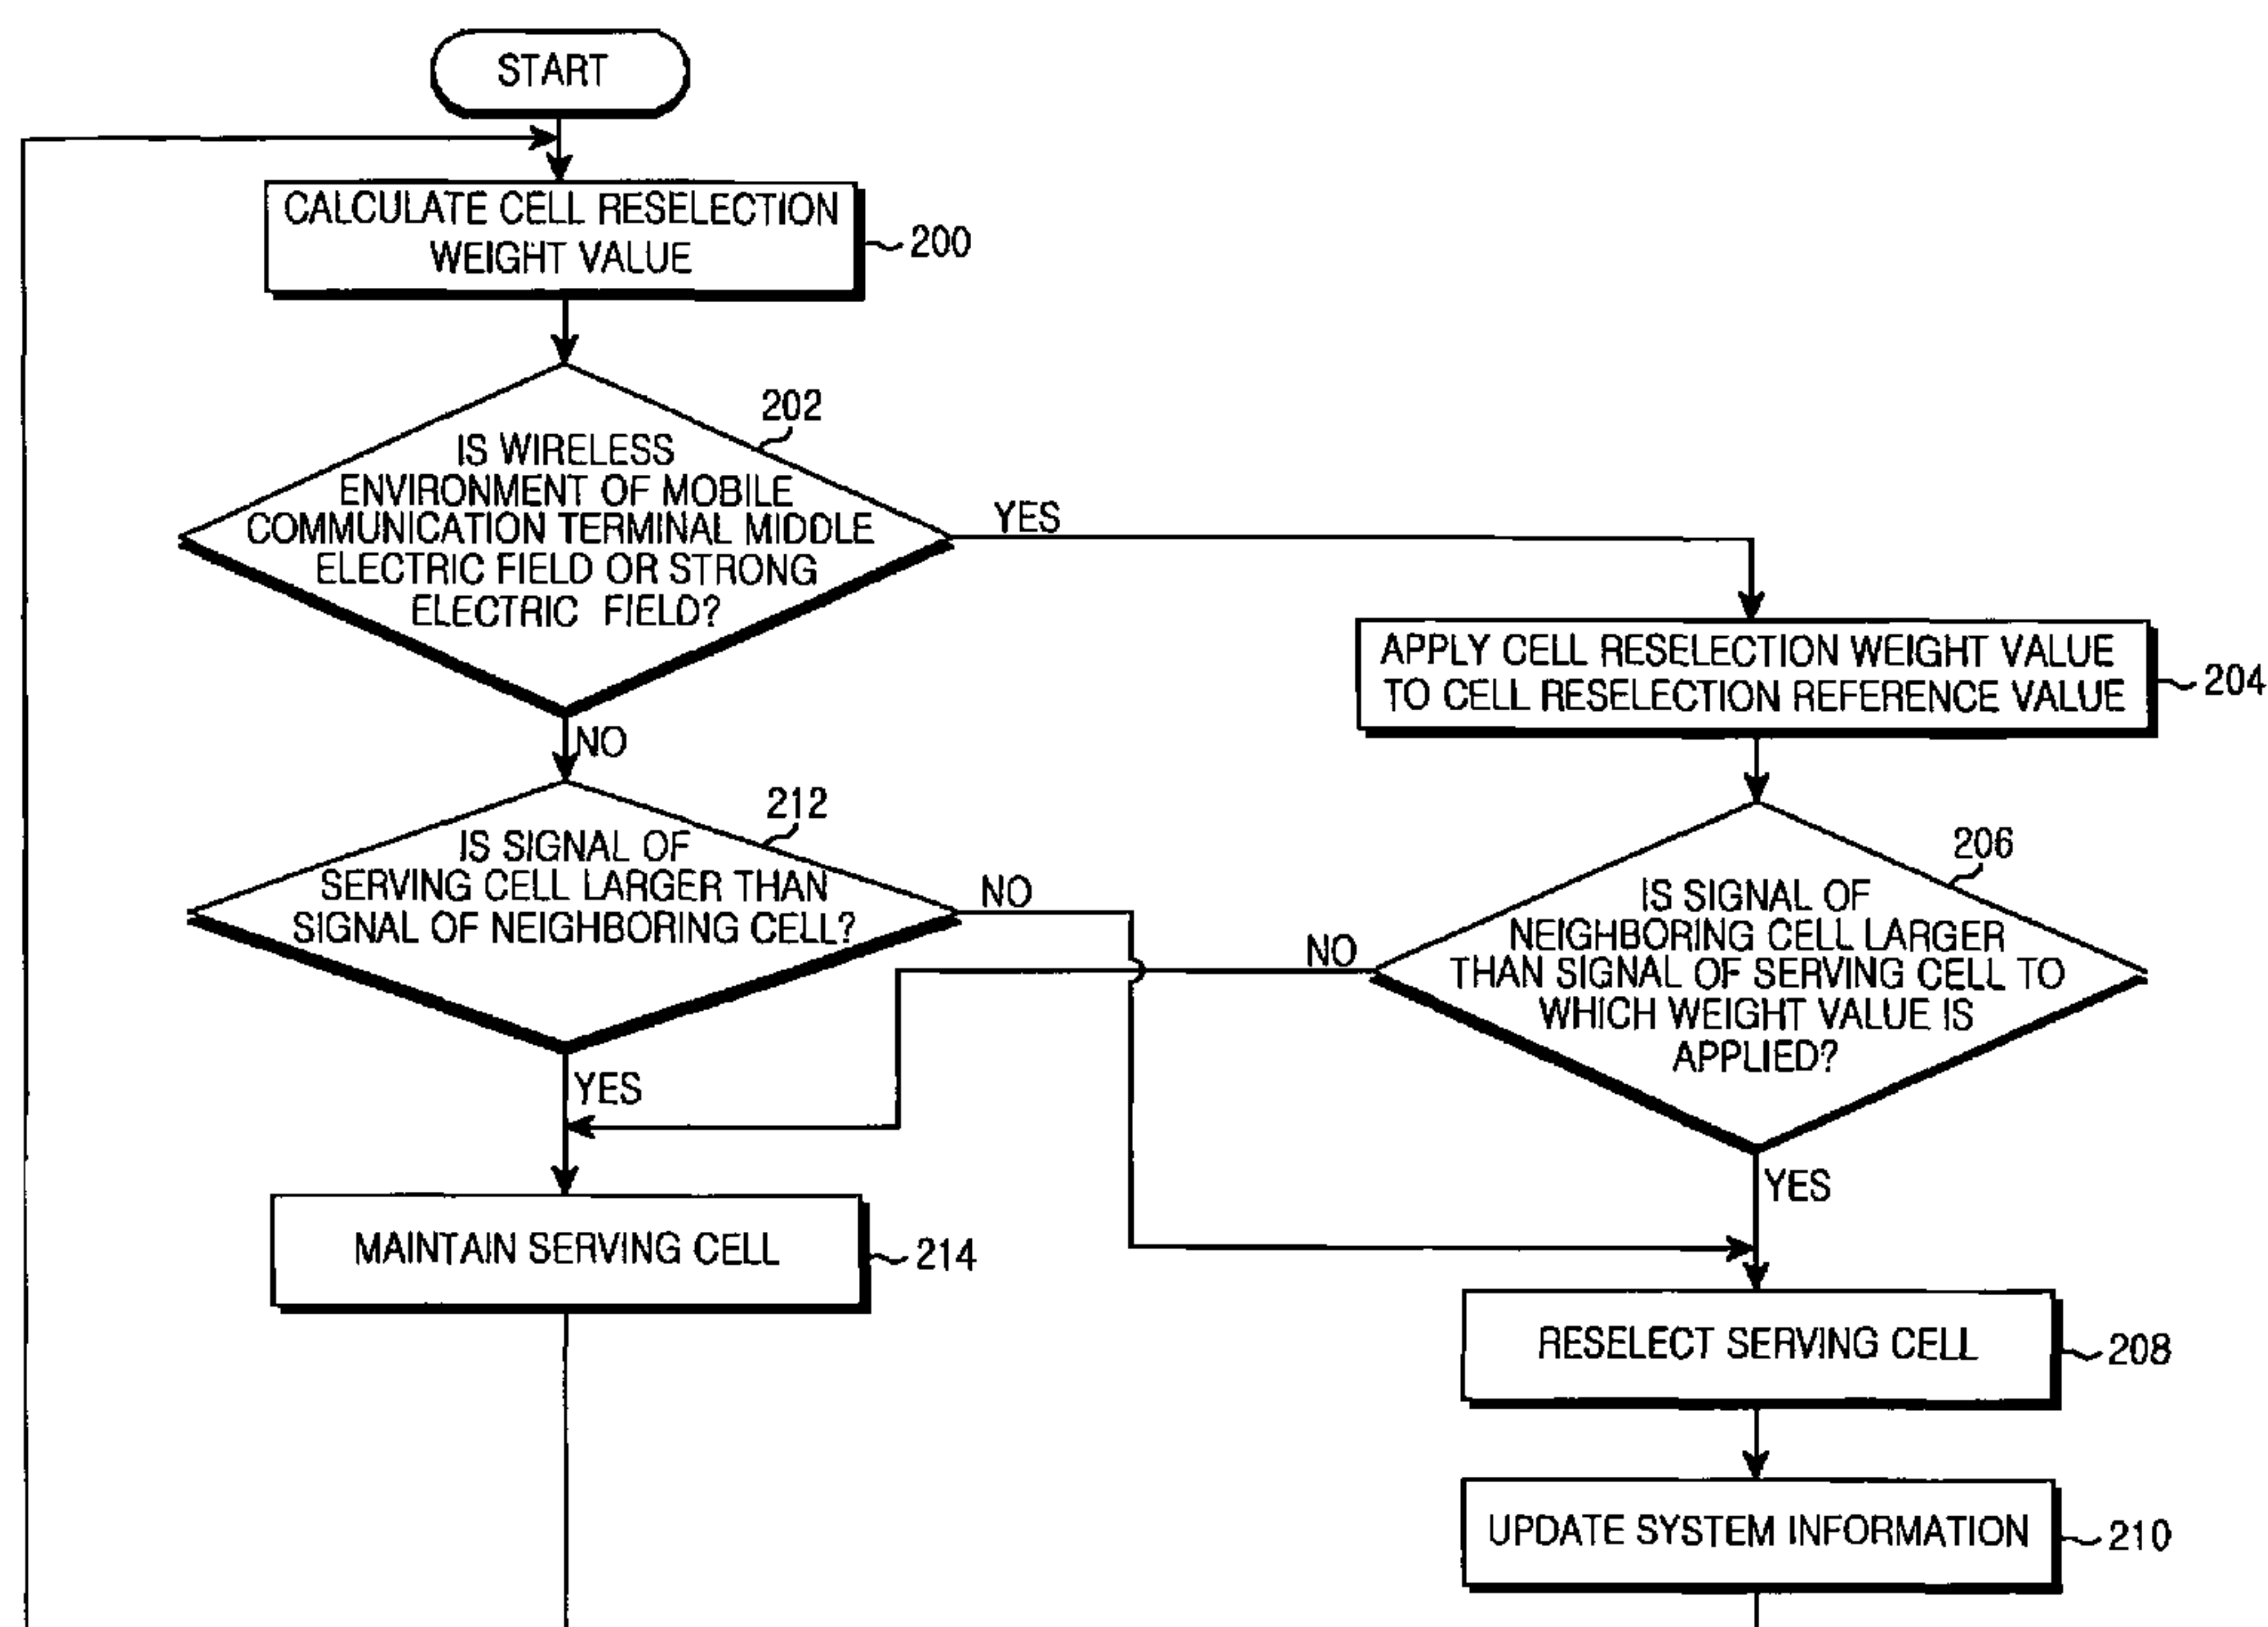 START
CALCULATE CELL RESELECTION
WEIGHT VALUE
200
202
IS WIRELESS
ENVIRONMENT OF MOBILE
COMMUNICATION TERMINAL MIDDLE
ELECTRIC FIELD OR STRONG
ELECTRIC FIELD?
YES
NO
APPLY CELL RESELECTION WEIGHT VALUE
TO CELL RESELECTION REFERENCE VALUE
204
212
IS SIGNAL OF
SERVING CELL LARGER THAN
SIGNAL OF NEIGHBORING CELL?
NO
YES
206
IS SIGNAL OF
NEIGHBORING CELL LARGER
THAN SIGNAL OF SERVING CELL TO
WHICH WEIGHT VALUE IS
APPLIED?
NO
YES
MAINTAIN SERVING CELL
214
RESELECT SERVING CELL
208
UPDATE SYSTEM INFORMATION
210